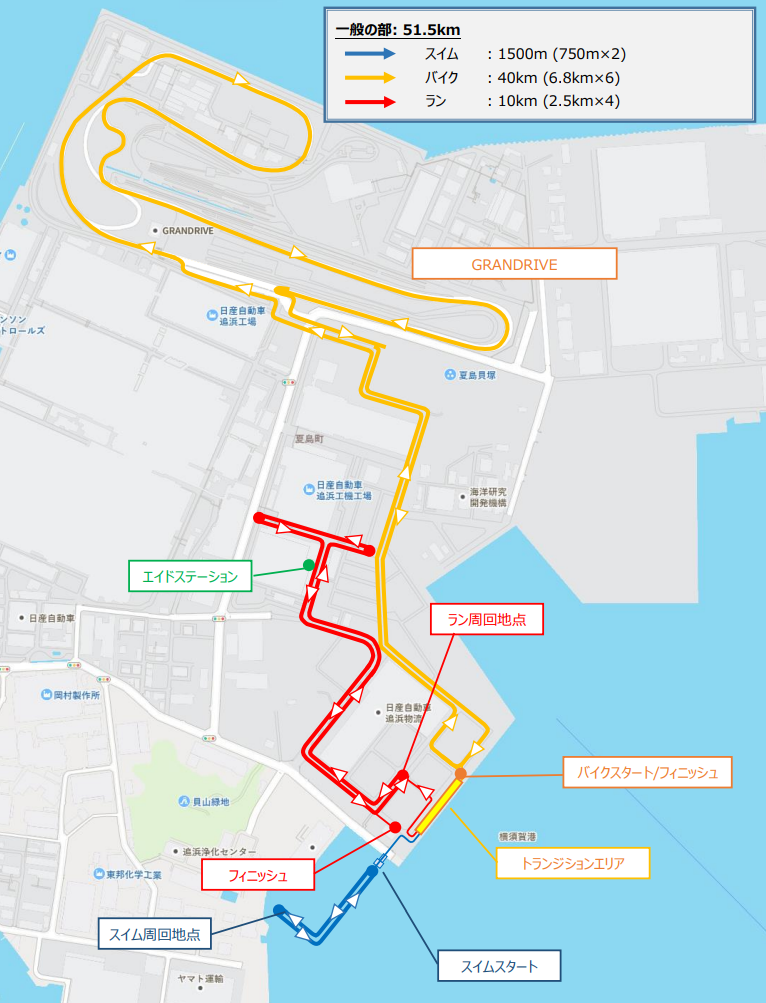 一般の部: 51.5km
スイム : 1500m (750m×2)
バイク : 40km (6.8km×6)
ラン : 10km (2.5km×4)
GRANDRIVE
GRANDRIVE
ンソン
トロールズ
日産自動車
追浜工場
夏島貝塚
夏島町
日産自動車
追浜工機工場
海洋研究
開発機構
エイドステーション
日産自動車
ラン周回地点
岡村製作所
日産自動車
追浜物流
バイクスタート/フィニッシュ
貝山緑地
横須賀港
追浜浄化センター
トランジションエリア
東邦化学工業
フィニッシュ
スイム周回地点
スイムスタート
ヤマト運輸